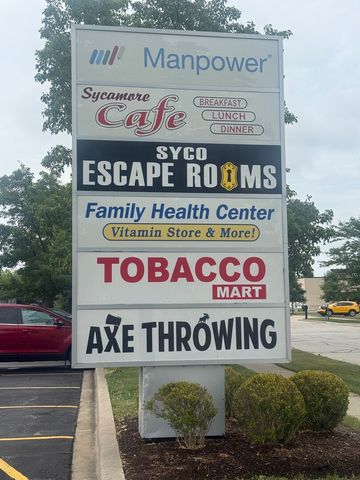 Manpower®
Sycamore
Cafe
BREAKFAST
LUNCH
DINNER
SYCO
ESCAPE ROOMS
Family Health Center
Vitamin Store & More!
TOBACCO
MART
AXE THROWING